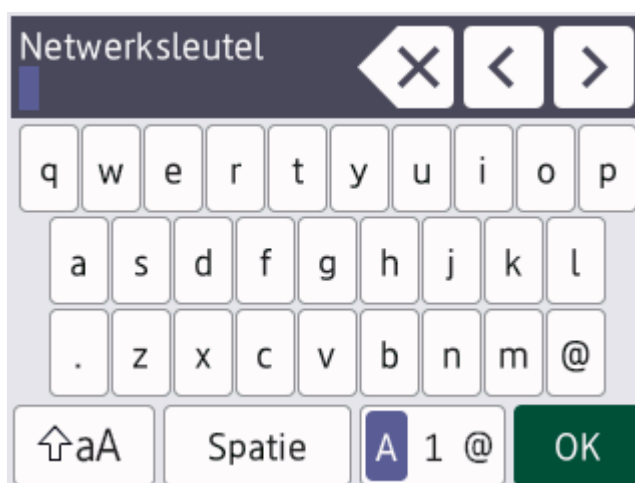 Netwerksleutel
q w e r t y u i o p
a s d f g h j k l
. z x c v b n m @
aA Spatie A 1 @ OK